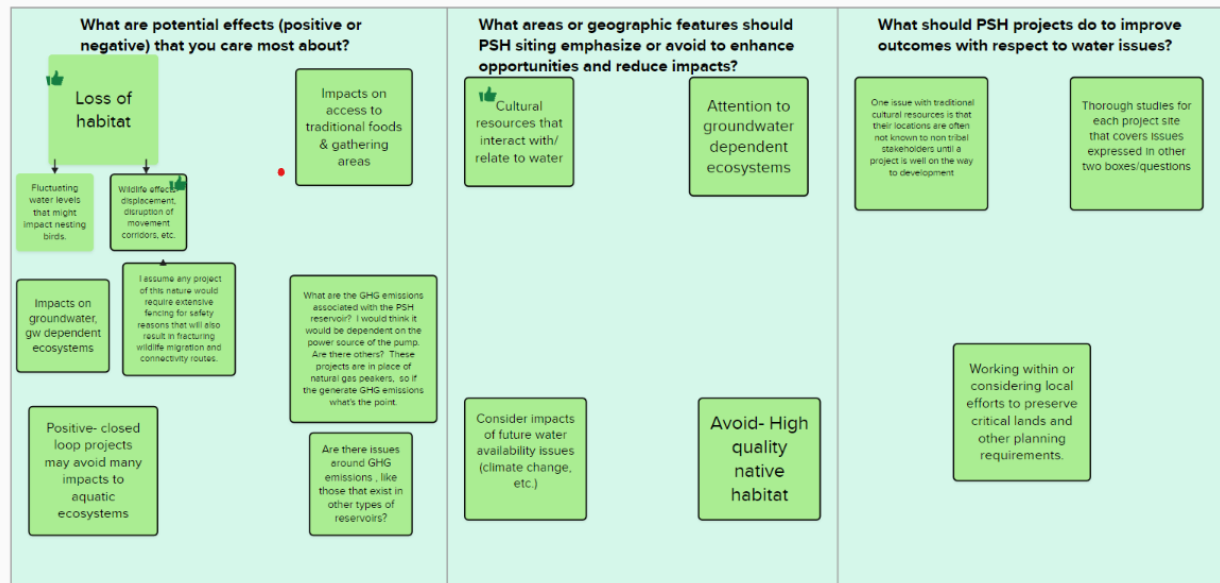 What are potential effects (positive or
negative) that you care most about?
Loss of
habitat
Impacts on
access to
traditional foods
& gathering
areas
Fluctuating
water levels
that might
impact nesting
birds.
Wildlife effects-
displacement,
disruption of
movement
corridors, etc.
Impacts on
groundwater,
gw dependent
ecosystems
I assume any project
of this nature would
require extensive
fencing for safety
reasons that will also
result in fracturing
wildlife migration and
connectivity routes.
What are the GHG emissions
associated with the PSH
reservoir? I would think it
would be dependent on the
power source of the pump.
Are there others? These
projects are in place of
natural gas peakers, so if
the generate GHG emissions
what's the point.
Positive- closed
loop projects
may avoid many
impacts to
aquatic
ecosystems
Are there issues
around GHG
emissions , like
those that exist in
other types of
reservoirs?
What areas or geographic features should
PSH siting emphasize or avoid to enhance
opportunities and reduce impacts?
Cultural
resources that
interact with/
relate to water
Attention to
groundwater
dependent
ecosystems
Consider impacts
of future water
availability issues
(climate change,
etc.)
Avoid- High
quality
native
habitat
What should PSH projects do to improve
outcomes with respect to water issues?
One issue with traditional
cultural resources is that
their locations are often
not known to non tribal
stakeholders until a
project is well on the way
to development
Thorough studies for
each project site
that covers issues
expressed in other
two boxes/questions
Working within or
considering local
efforts to preserve
critical lands and
other planning
requirements.